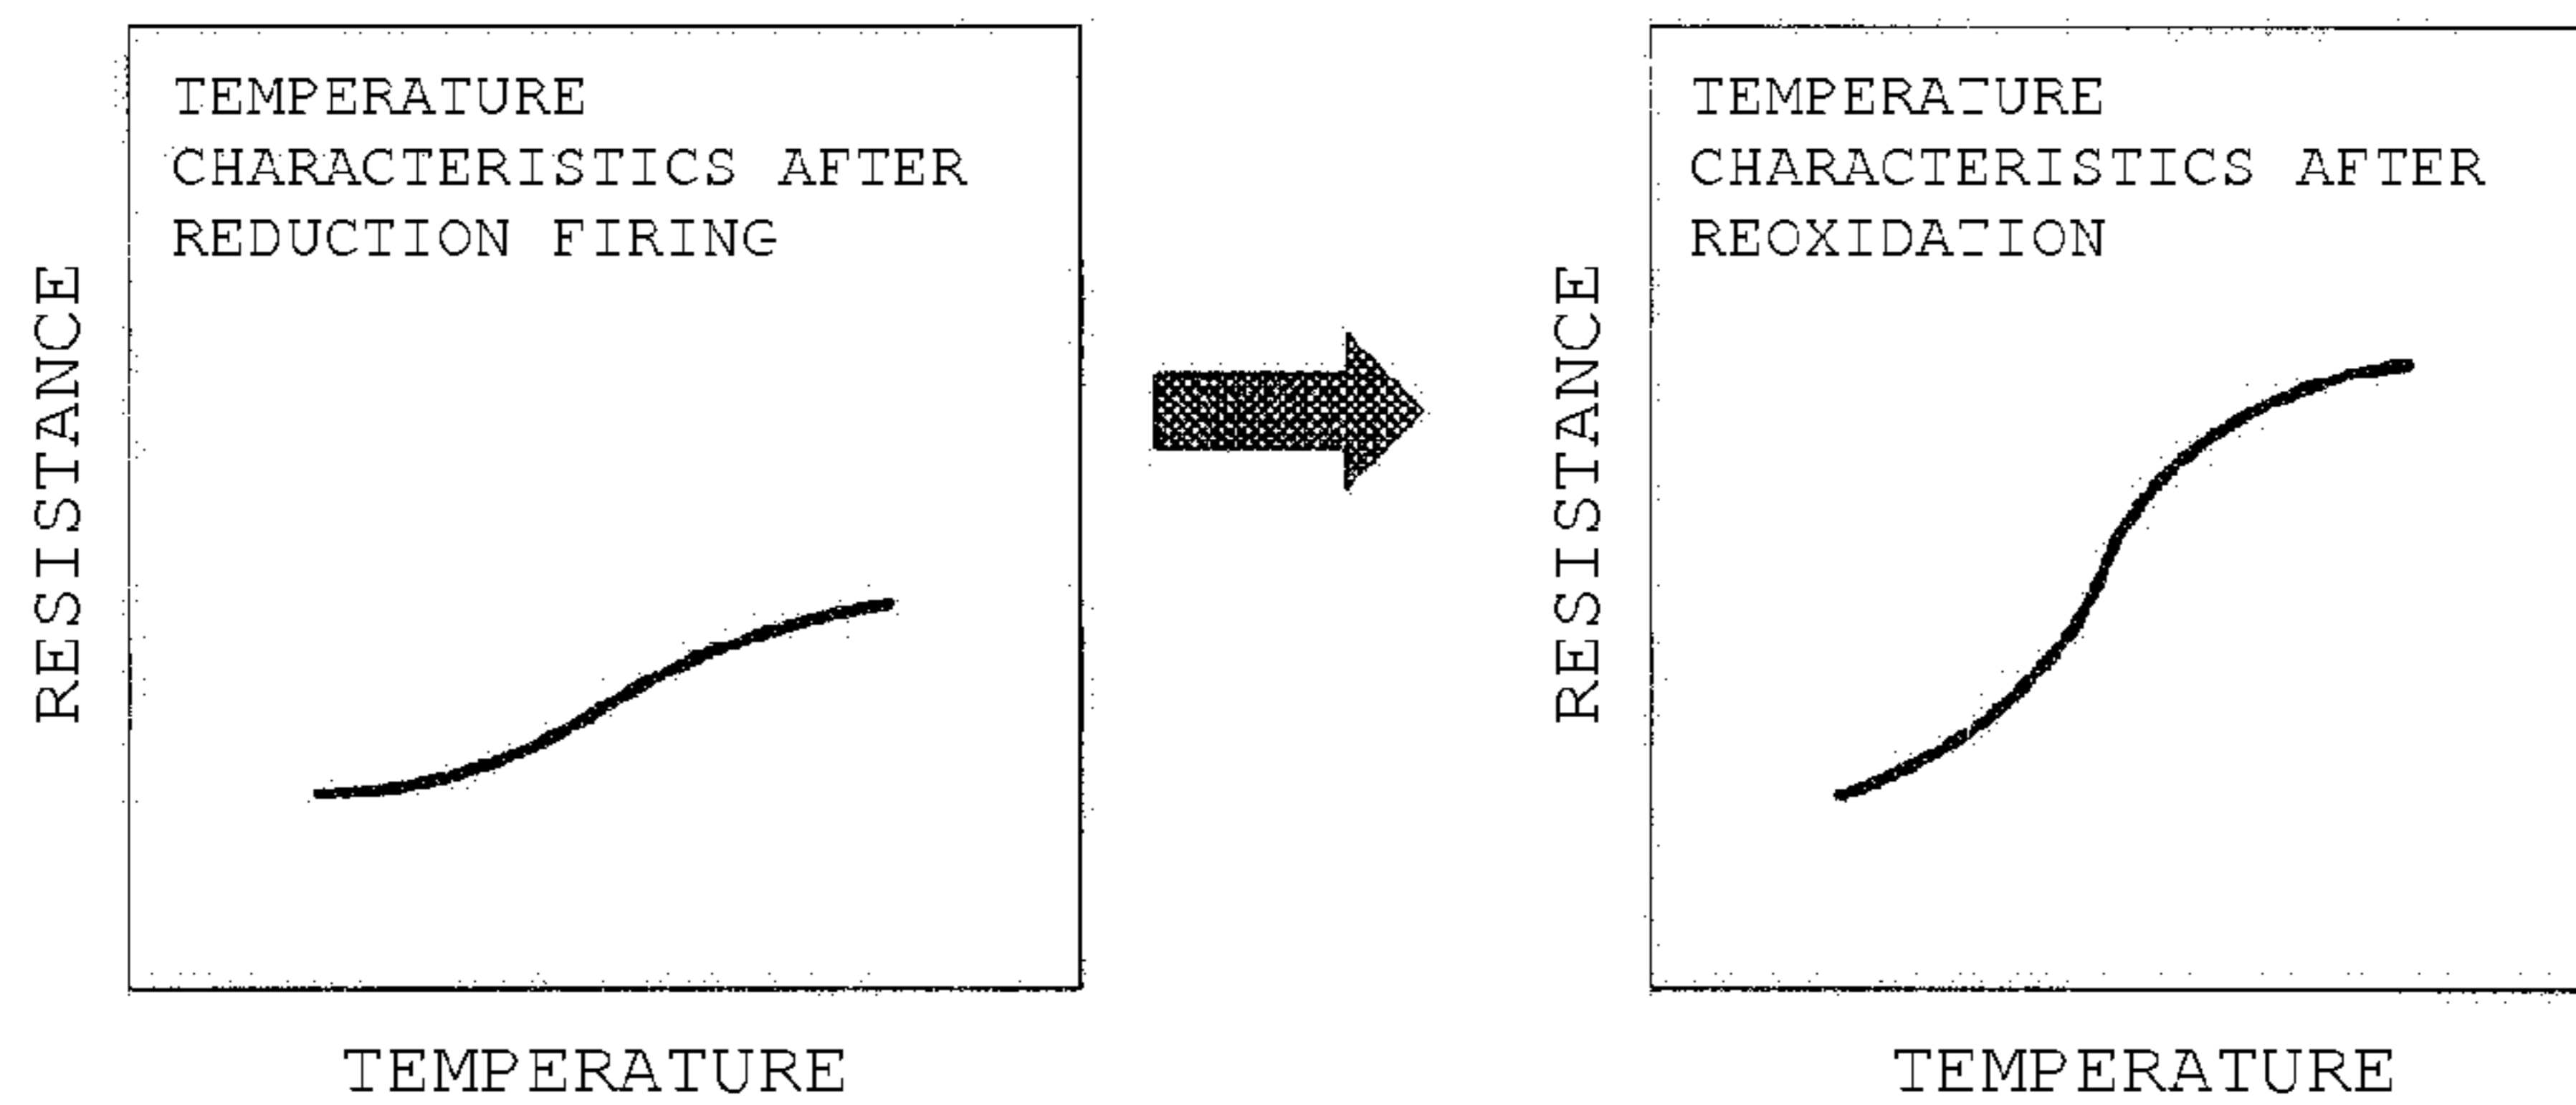 TEMPERATURE
CHARACTERISTICS AFTER
REDUCTION FIRING
RESISTANCE
TEMPERATURE
TEMPERATURE
CHARACTERISTICS AFTER
REOXIDATION
RESISTANCE
TEMPERATURE